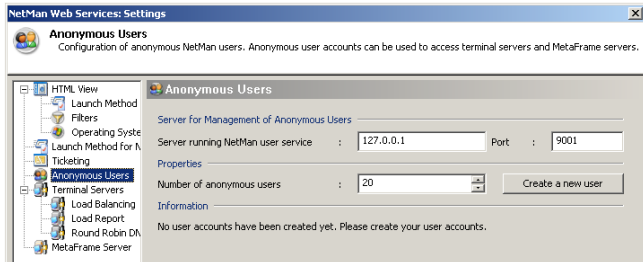 NetMan Web Services: Settings
Anonymous Users
Configuration of anonymous NetMan users. Anonymous user accounts can be used to access terminal servers and MetaFrame servers.
HTML View
Launch Method
Filters
Operating Syste
Launch Method for N
Ticketing
Anonymous Users
Terminal Servers
Load Balancing
Load Report
Round Robin DN
MetaFrame Server
Anonymous Users
Server for Management of Anonymous Users
Server running NetMan user service : 127.0.0.1 Port : 9001
Properties
Number of anonymous users : 20 Create a new user
Information
No user accounts have been created yet. Please create your user accounts.